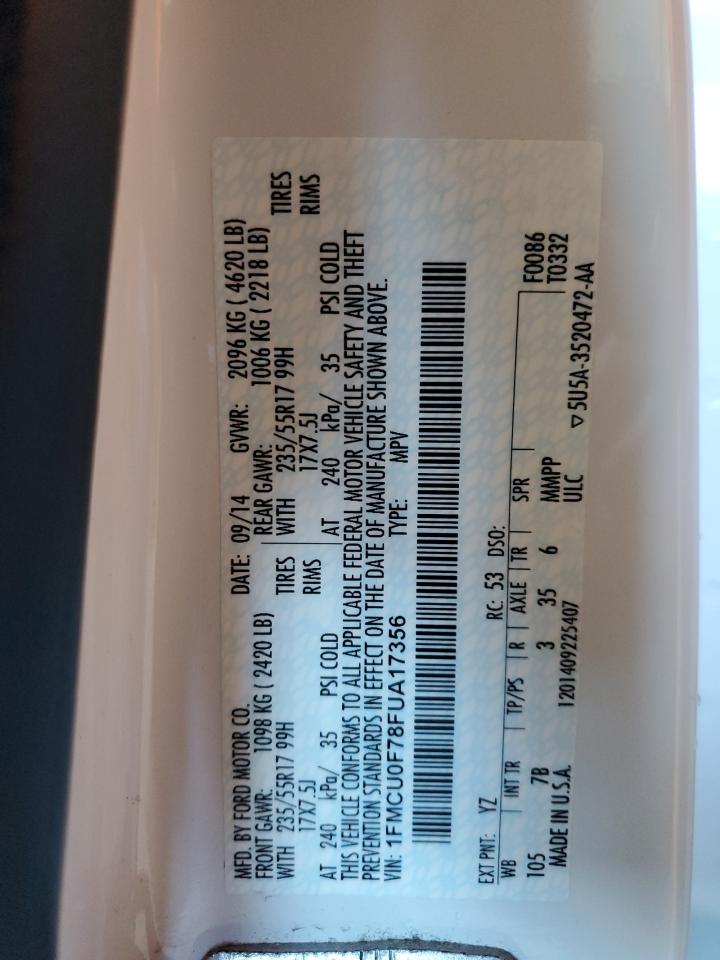 MFD. BY FORD MOTOR CO. DATE: 09/14 GVWR: 2096 KG ( 4620 LB)
FRONT GAWR: 1098 KG ( 2420 LB) REAR GAWR: 1006 KG ( 2218 LB)
WITH 235/55R17 99H TIRES WITH 235/55R17 99H TIRES
17X7.5J RIMS 17X7.5J RIMS
AT 240 kPa/ 35 PSI COLD AT 240 kPa/ 35 PSI COLD
THIS VEHICLE CONFORMS TO ALL APPLICABLE FEDERAL MOTOR VEHICLE SAFETY AND THEFT
PREVENTION STANDARDS IN EFFECT ON THE DATE OF MANUFACTURE SHOWN ABOVE.
VIN: 1FMCU0F78FUA17356 TYPE: MPV
EXT PNT: YZ RC: 53 DSO:
WB INT TR TP/PS R AXLE TR SPR F0086
105 7B 3 35 6 MMPP T0332
MADE IN U.S.A. 1201409225407 ULC ▽5U5A-3520472-AA